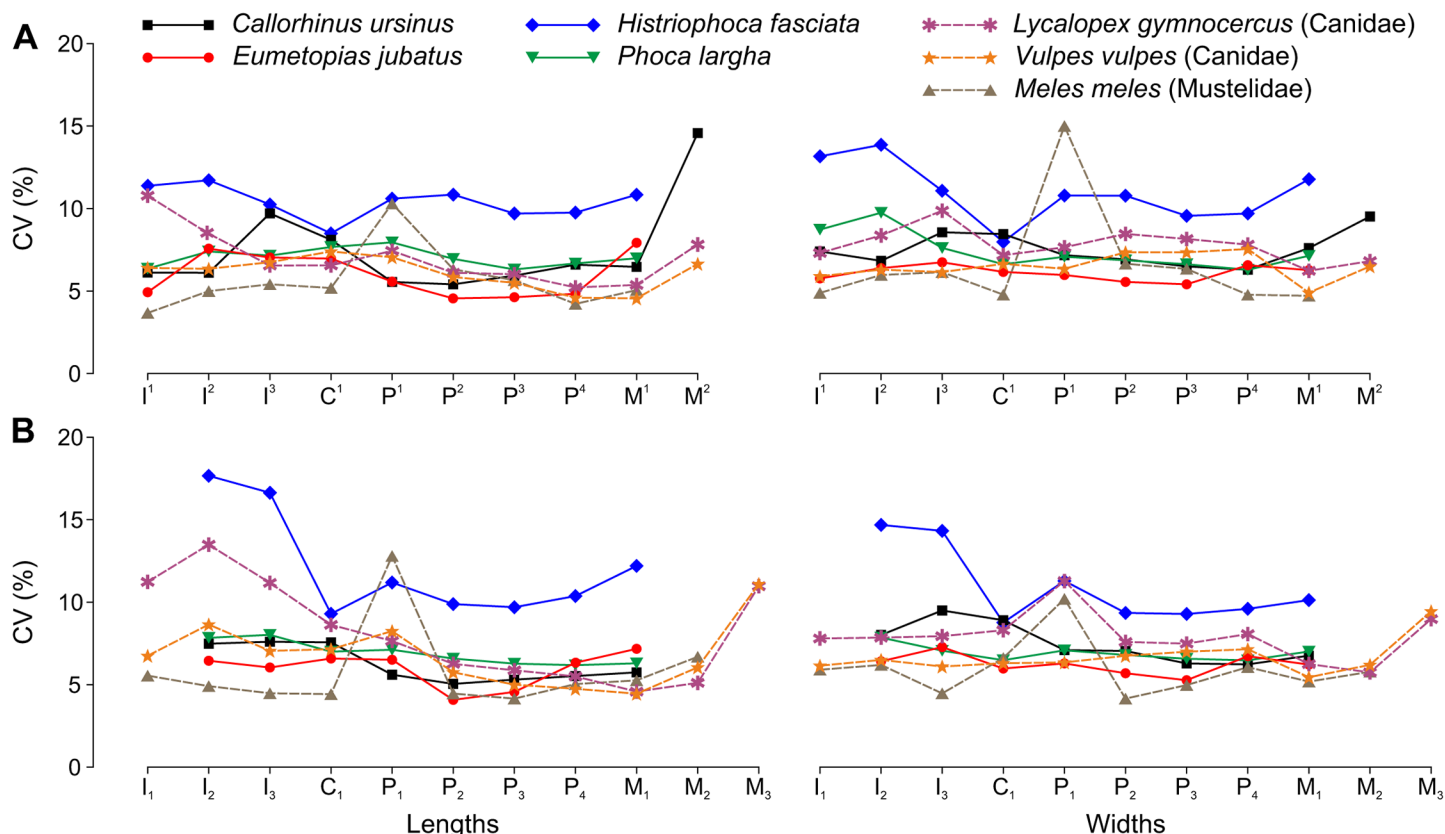 A
Callorhinus ursinus
Eumetopias jubatus
Histriophoca fasciata
Phoca largha
Lycalopex gymnocercus (Canidae)
Vulpes vulpes (Canidae)
Meles meles (Mustelidae)
CV (%)
20
15
10
5
0
I¹ I² I³ C¹ P¹ P² P³ P⁴ M¹ M²
I¹ I² I³ C¹ P¹ P² P³ P⁴ M¹ M²
B
CV (%)
20
15
10
5
0
I₁ I₂ I₃ C₁ P₁ P₂ P₃ P₄ M₁ M₂ M₃
I₁ I₂ I₃ C₁ P₁ P₂ P₃ P₄ M₁ M₂ M₃
Lengths
Widths